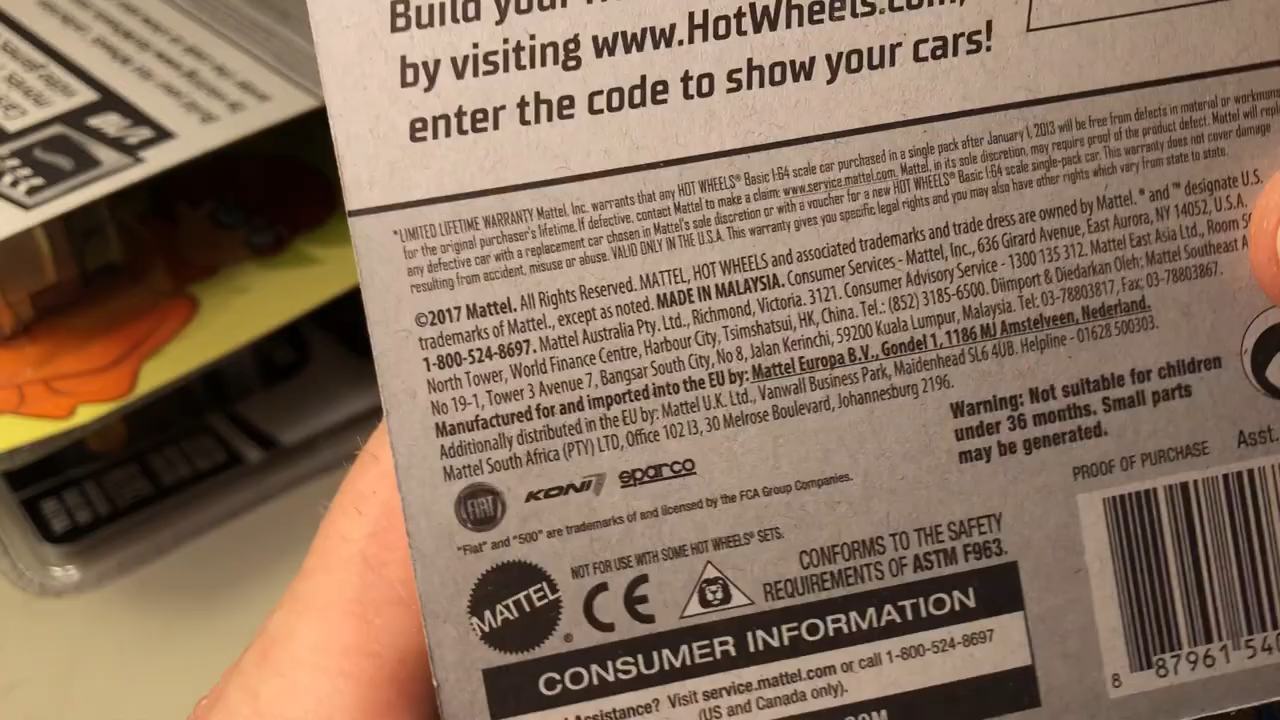 Build your
by visiting www.HotWheels.com,
enter the code to show your cars!
*LIMITED LIFETIME WARRANTY Mattel, Inc. warrants that any HOT WHEELS® Basic 1:64 scale car purchased in a single pack after January 1, 2013 will be free from defects in material or workmans
for the original purchaser's lifetime. If defective, contact Mattel to make a claim: www.service.mattel.com. Mattel, in its sole discretion, may require proof of the product defect. Mattel will repl
any defective car with a replacement car chosen in Mattel's sole discretion or with a voucher for a new HOT WHEELS® Basic 1:64 scale single-pack car. This warranty does not cover damage
resulting from accident, misuse or abuse. VALID ONLY IN THE U.S.A. This warranty gives you specific legal rights and you may also have other rights which vary from state to state.
©2017 Mattel. All Rights Reserved. MATTEL, HOT WHEELS and associated trademarks and trade dress are owned by Mattel. ® and ™ designate U.S.
trademarks of Mattel., except as noted. MADE IN MALAYSIA. Consumer Services - Mattel, Inc., 636 Girard Avenue, East Aurora, NY 14052, U.S.A.
1-800-524-8697. Mattel Australia Pty. Ltd., Richmond, Victoria. 3121. Consumer Advisory Service - 1300 135 312. Mattel East Asia Ltd., Room
North Tower, World Finance Centre, Harbour City, Tsimshatsui, HK, China. Tel.: (852) 3185-6500. Diimport & Diedarkan Oleh: Mattel Southeast A
No 19-1, Tower 3 Avenue 7, Bangsar South City, No 8, Jalan Kerinchi, 59200 Kuala Lumpur, Malaysia. Tel: 03-78803817, Fax: 03-78803867.
Manufactured for and imported into the EU by: Mattel Europa B.V., Gondel 1, 1186 MJ Amstelveen, Nederland.
Additionally distributed in the EU by: Mattel U.K. Ltd., Vanwall Business Park, Maidenhead SL6 4UB. Helpline - 01628 500303.
Mattel South Africa (PTY) LTD, Office 102 I3, 30 Melrose Boulevard, Johannesburg 2196.
Warning: Not suitable for children
under 36 months. Small parts
may be generated.
FIAT KONI sparco
"Fiat" and "500" are trademarks of and licensed by the FCA Group Companies.
PROOF OF PURCHASE Asst.
NOT FOR USE WITH SOME HOT WHEELS® SETS.
MATTEL ® CE
CONFORMS TO THE SAFETY
REQUIREMENTS OF ASTM F963.
CONSUMER INFORMATION
Assistance? Visit service.mattel.com or call 1-800-524-8697
(US and Canada only).
8 87961 54